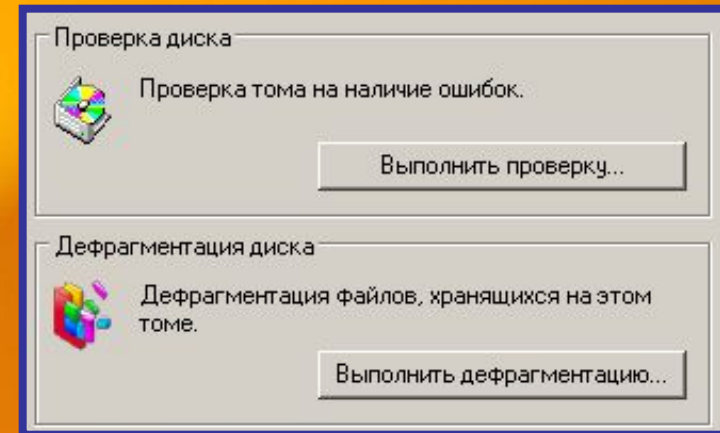 Проверка диска
Проверка тома на наличие ошибок.
Выполнить проверку...
Дефрагментация диска
Дефрагментация файлов, хранящихся на этом
томе.
Выполнить дефрагментацию...